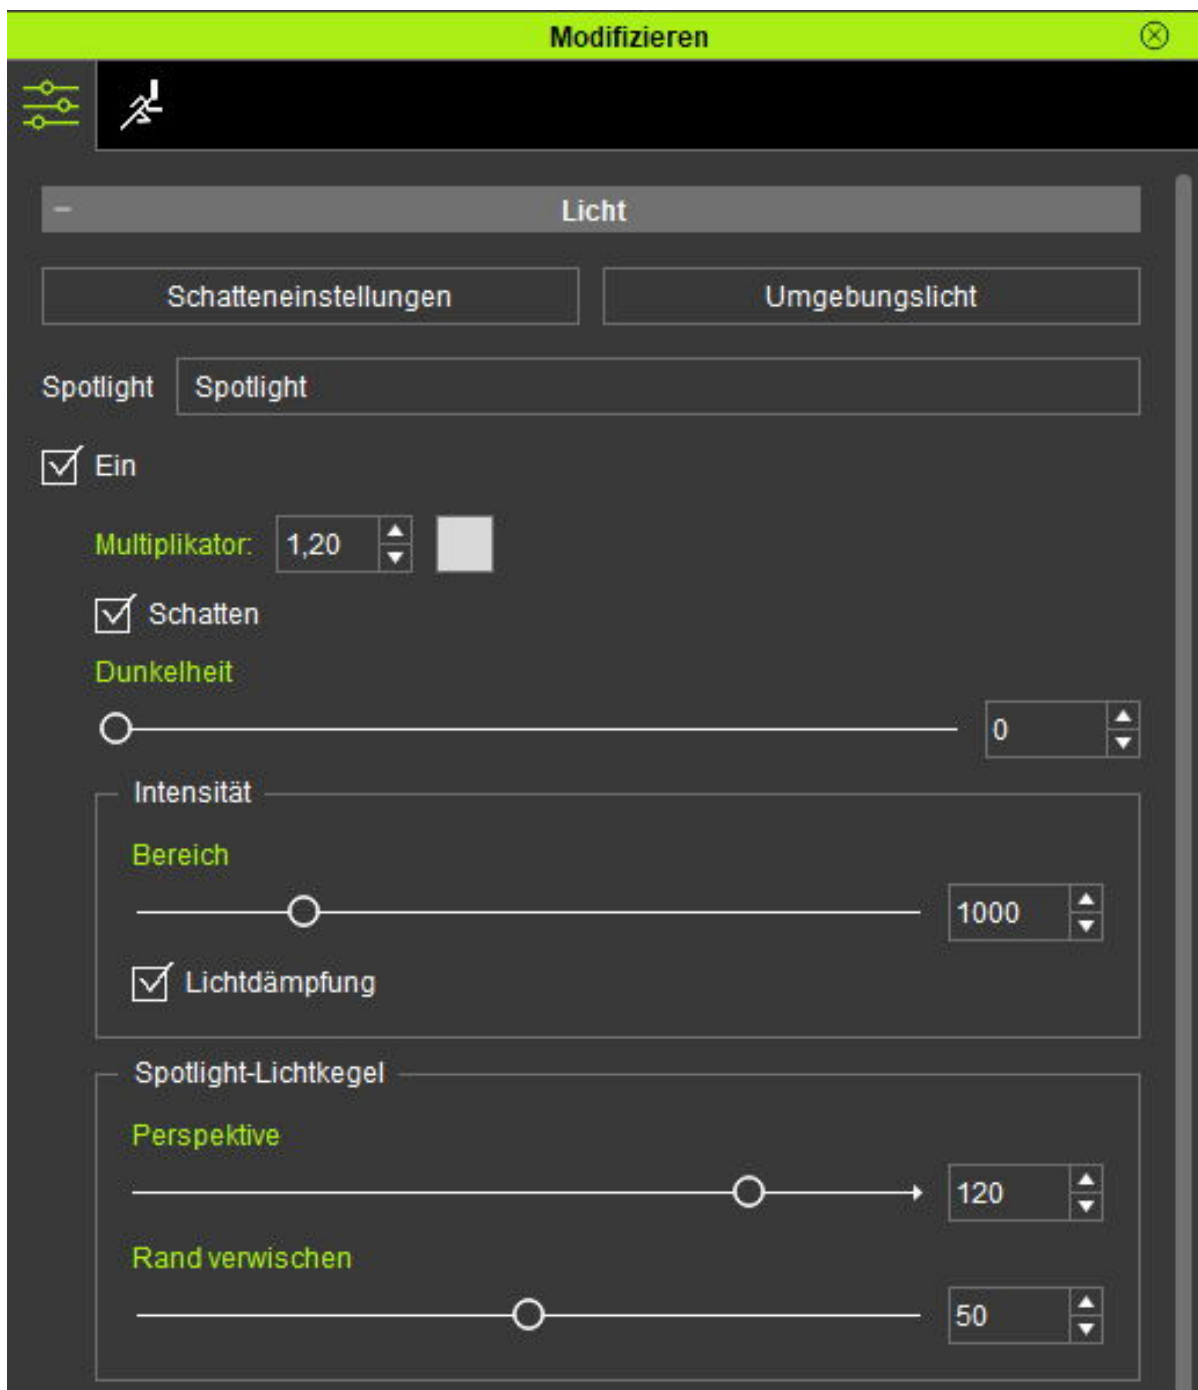 Modifizieren
Licht
Schatteneinstellungen Umgebungslicht
Spotlight Spotlight
Ein
Multiplikator: 1,20
Schatten
Dunkelheit
0
Intensität
Bereich
1000
Lichtdämpfung
Spotlight-Lichtkegel
Perspektive
120
Rand verwischen
50